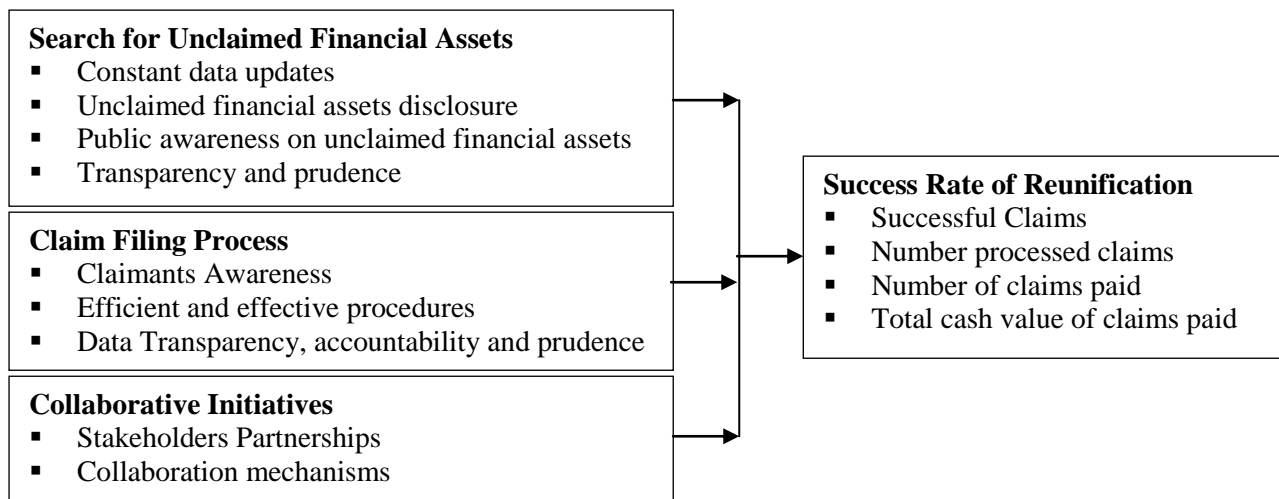 Search for Unclaimed Financial Assets
▪ Constant data updates
▪ Unclaimed financial assets disclosure
▪ Public awareness on unclaimed financial assets
▪ Transparency and prudence
Claim Filing Process
▪ Claimants Awareness
▪ Efficient and effective procedures
▪ Data Transparency, accountability and prudence
Collaborative Initiatives
▪ Stakeholders Partnerships
▪ Collaboration mechanisms
Success Rate of Reunification
▪ Successful Claims
▪ Number processed claims
▪ Number of claims paid
▪ Total cash value of claims paid